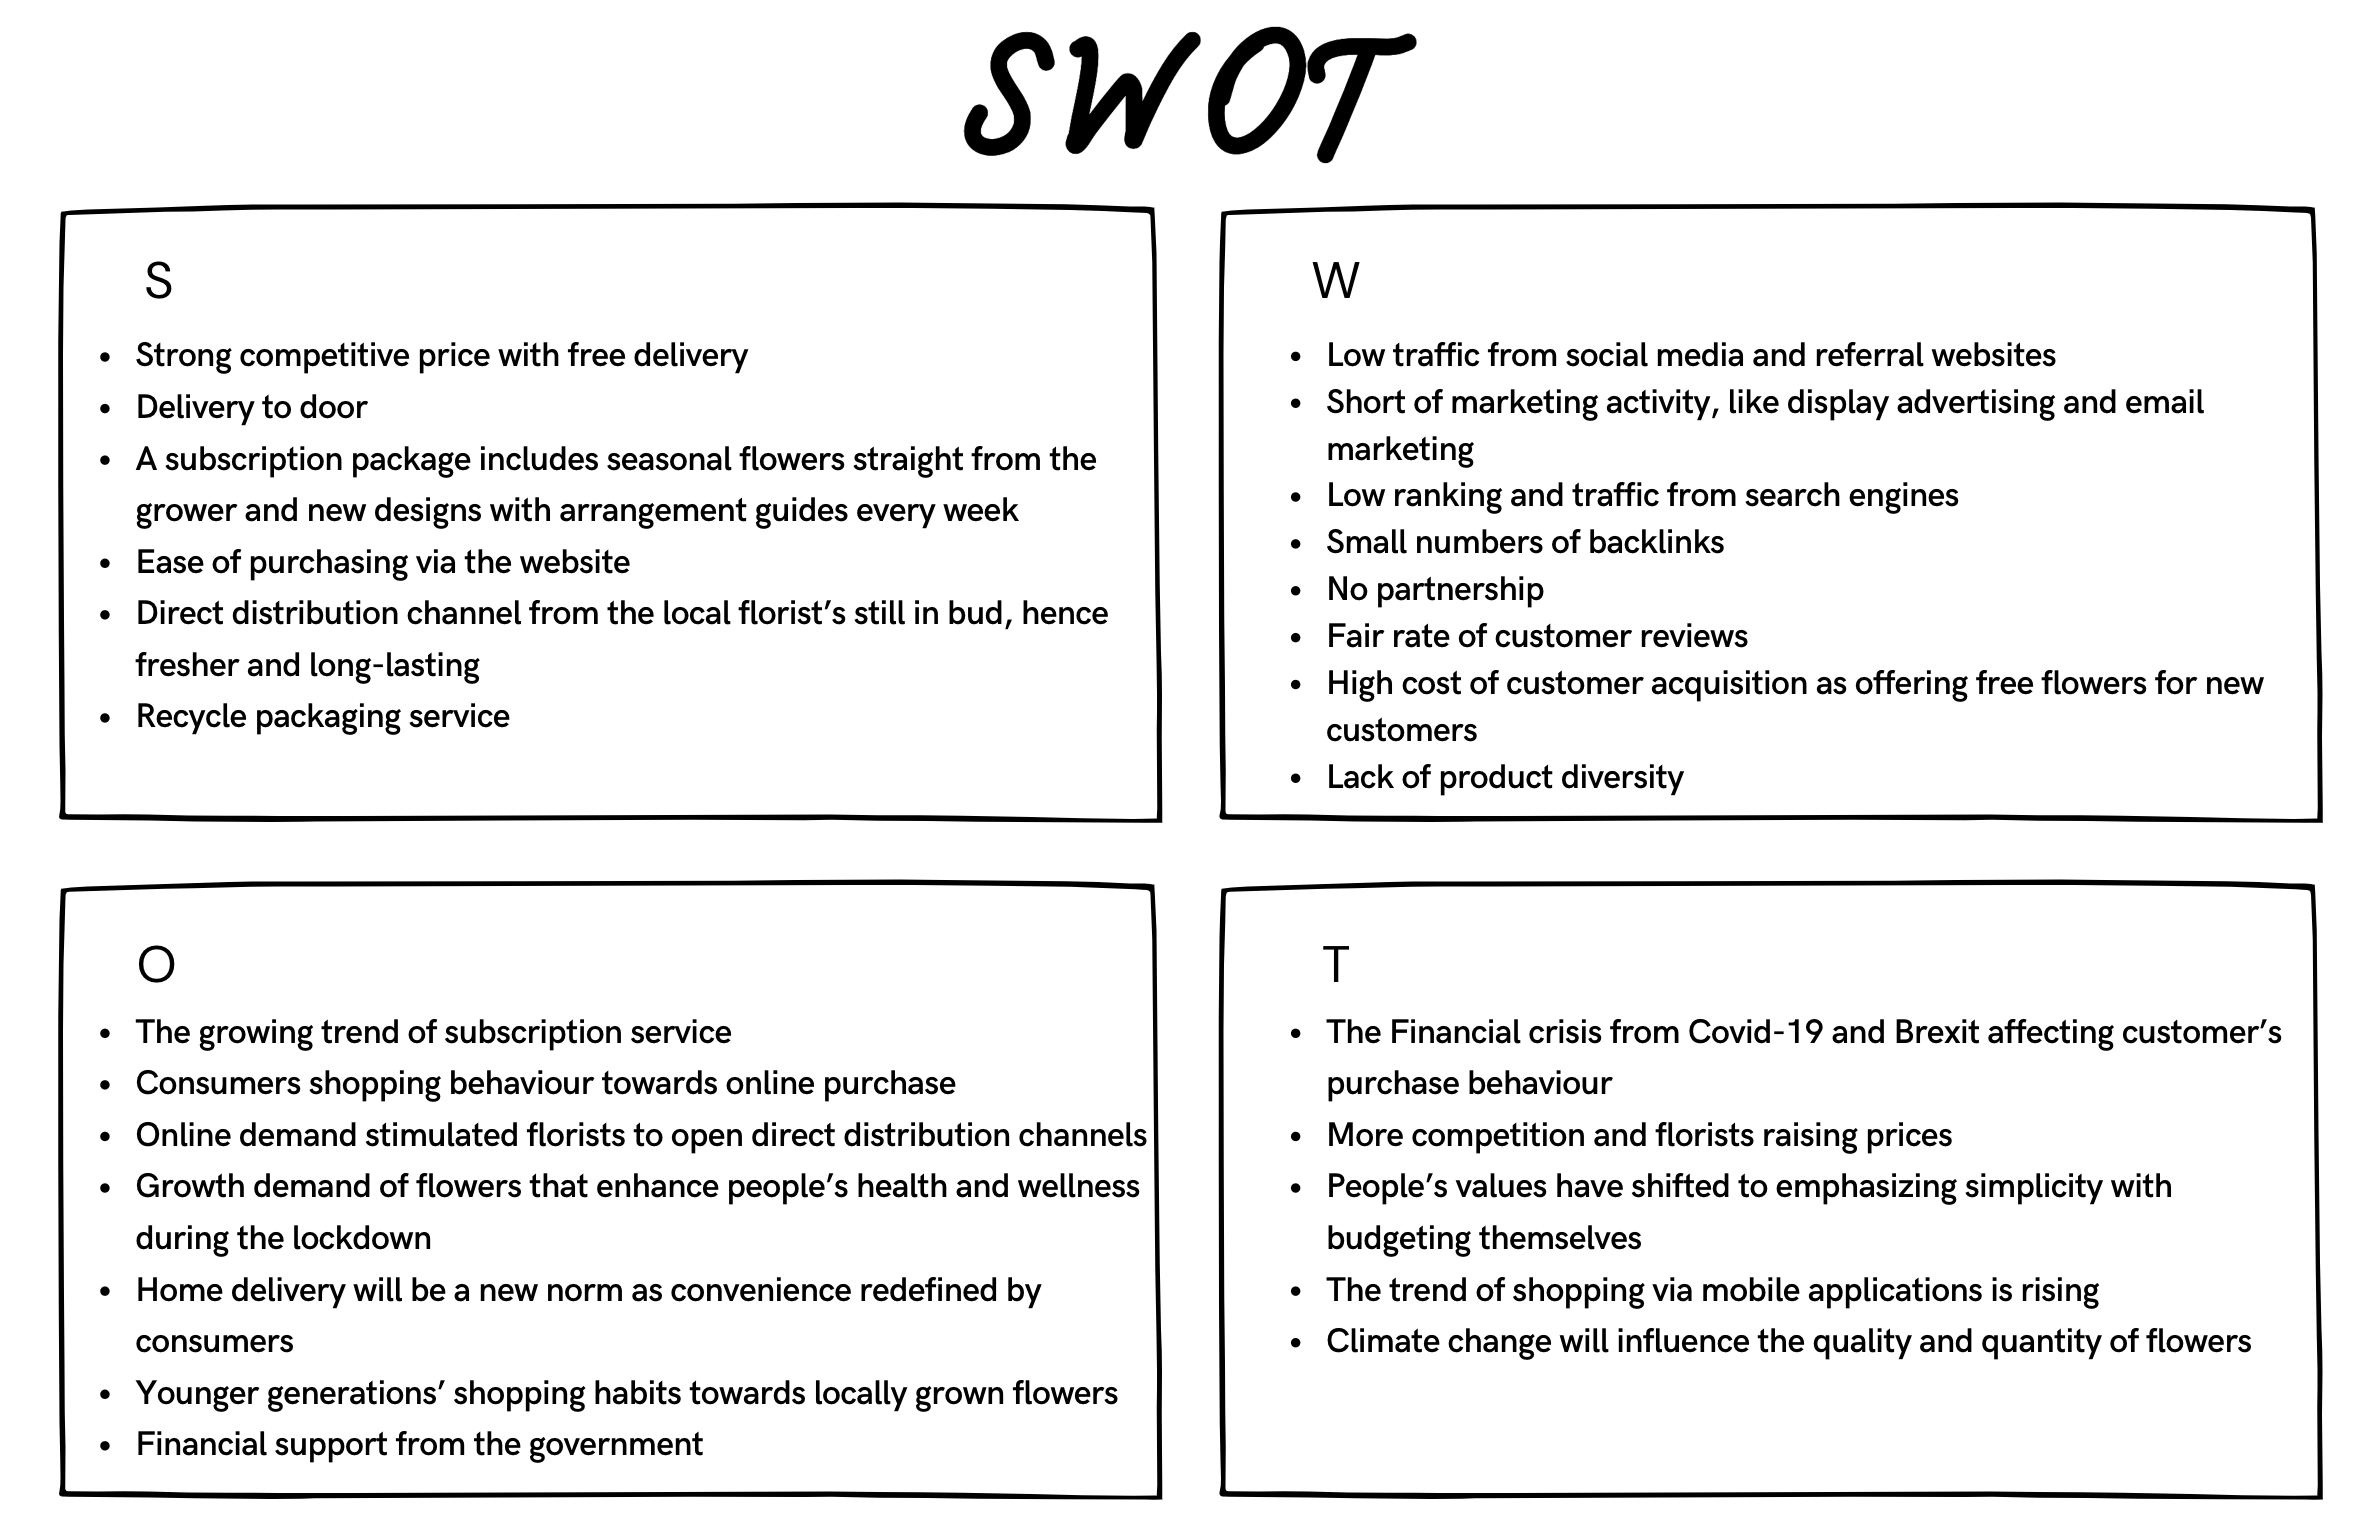 SWOT
S
• Strong competitive price with free delivery
• Delivery to door
• A subscription package includes seasonal flowers straight from the
grower and new designs with arrangement guides every week
• Ease of purchasing via the website
• Direct distribution channel from the local florist’s still in bud, hence
fresher and long-lasting
• Recycle packaging service
W
• Low traffic from social media and referral websites
• Short of marketing activity, like display advertising and email
marketing
• Low ranking and traffic from search engines
• Small numbers of backlinks
• No partnership
• Fair rate of customer reviews
• High cost of customer acquisition as offering free flowers for new
customers
• Lack of product diversity
O
• The growing trend of subscription service
• Consumers shopping behaviour towards online purchase
• Online demand stimulated florists to open direct distribution channels
• Growth demand of flowers that enhance people’s health and wellness
during the lockdown
• Home delivery will be a new norm as convenience redefined by
consumers
• Younger generations’ shopping habits towards locally grown flowers
• Financial support from the government
T
• The Financial crisis from Covid-19 and Brexit affecting customer’s
purchase behaviour
• More competition and florists raising prices
• People’s values have shifted to emphasizing simplicity with
budgeting themselves
• The trend of shopping via mobile applications is rising
• Climate change will influence the quality and quantity of flowers